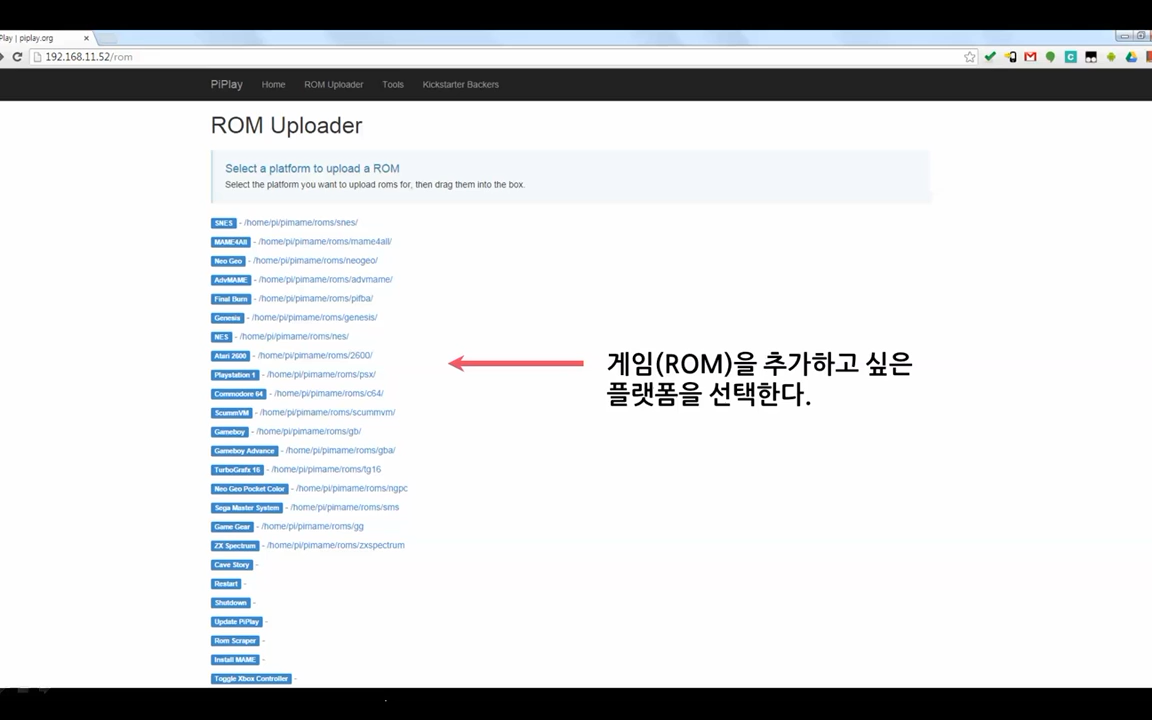 Play | piplay.org
192.168.11.52/rom
PiPlay Home ROM Uploader Tools Kickstarter Backers
ROM Uploader
Select a platform to upload a ROM
Select the platform you want to upload roms for, then drag them into the box.
SNES - /home/pi/pimame/roms/snes/
MAME4All - /home/pi/pimame/roms/mame4all/
Neo Geo - /home/pi/pimame/roms/neogeo/
AdvMAME - /home/pi/pimame/roms/advmame/
Final Burn - /home/pi/pimame/roms/pifba/
Genesis - /home/pi/pimame/roms/genesis/
NES - /home/pi/pimame/roms/nes/
Atari 2600 - /home/pi/pimame/roms/2600/
Playstation 1 - /home/pi/pimame/roms/psx/
Commodore 64 - /home/pi/pimame/roms/c64/
ScummVM - /home/pi/pimame/roms/scummvm/
Gameboy - /home/pi/pimame/roms/gb/
Gameboy Advance - /home/pi/pimame/roms/gba/
TurboGrafx 16 - /home/pi/pimame/roms/tg16
Neo Geo Pocket Color - /home/pi/pimame/roms/ngpc
Sega Master System - /home/pi/pimame/roms/sms
Game Gear - /home/pi/pimame/roms/gg
ZX Spectrum - /home/pi/pimame/roms/zxspectrum
Cave Story -
Restart -
Shutdown -
Update PiPlay -
Rom Scraper -
Install MAME -
Toggle Xbox Controller -
게임(ROM)을 추가하고 싶은
플랫폼을 선택한다.